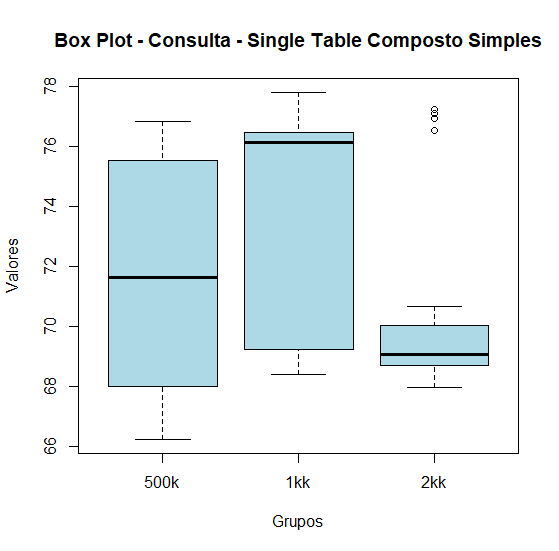 Box Plot - Consulta - Single Table Composto Simples
Valores
78
76
74
72
70
68
66
500k 1kk 2kk
Grupos